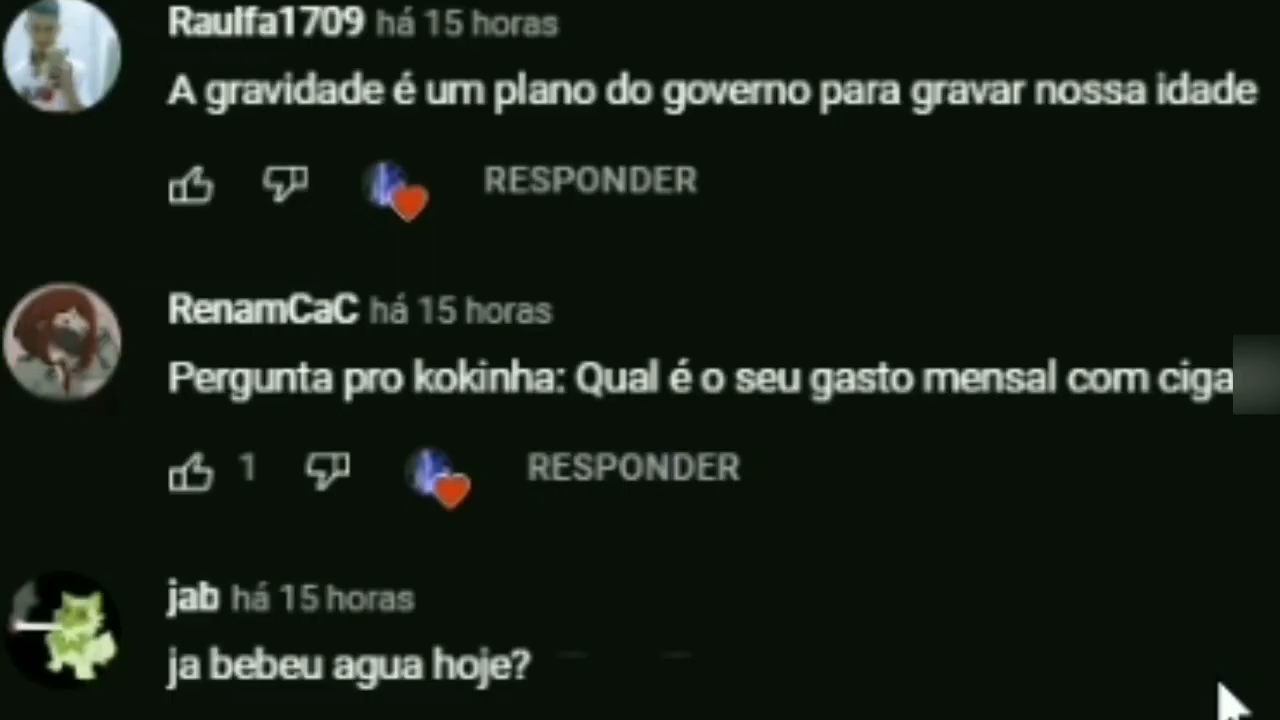 Raulfa1709 há 15 horas
A gravidade é um plano do governo para gravar nossa idade
RESPONDER
RenamCaC há 15 horas
Pergunta pro kokinha: Qual é o seu gasto mensal com ciga
1 RESPONDER
jab há 15 horas
ja bebeu agua hoje?